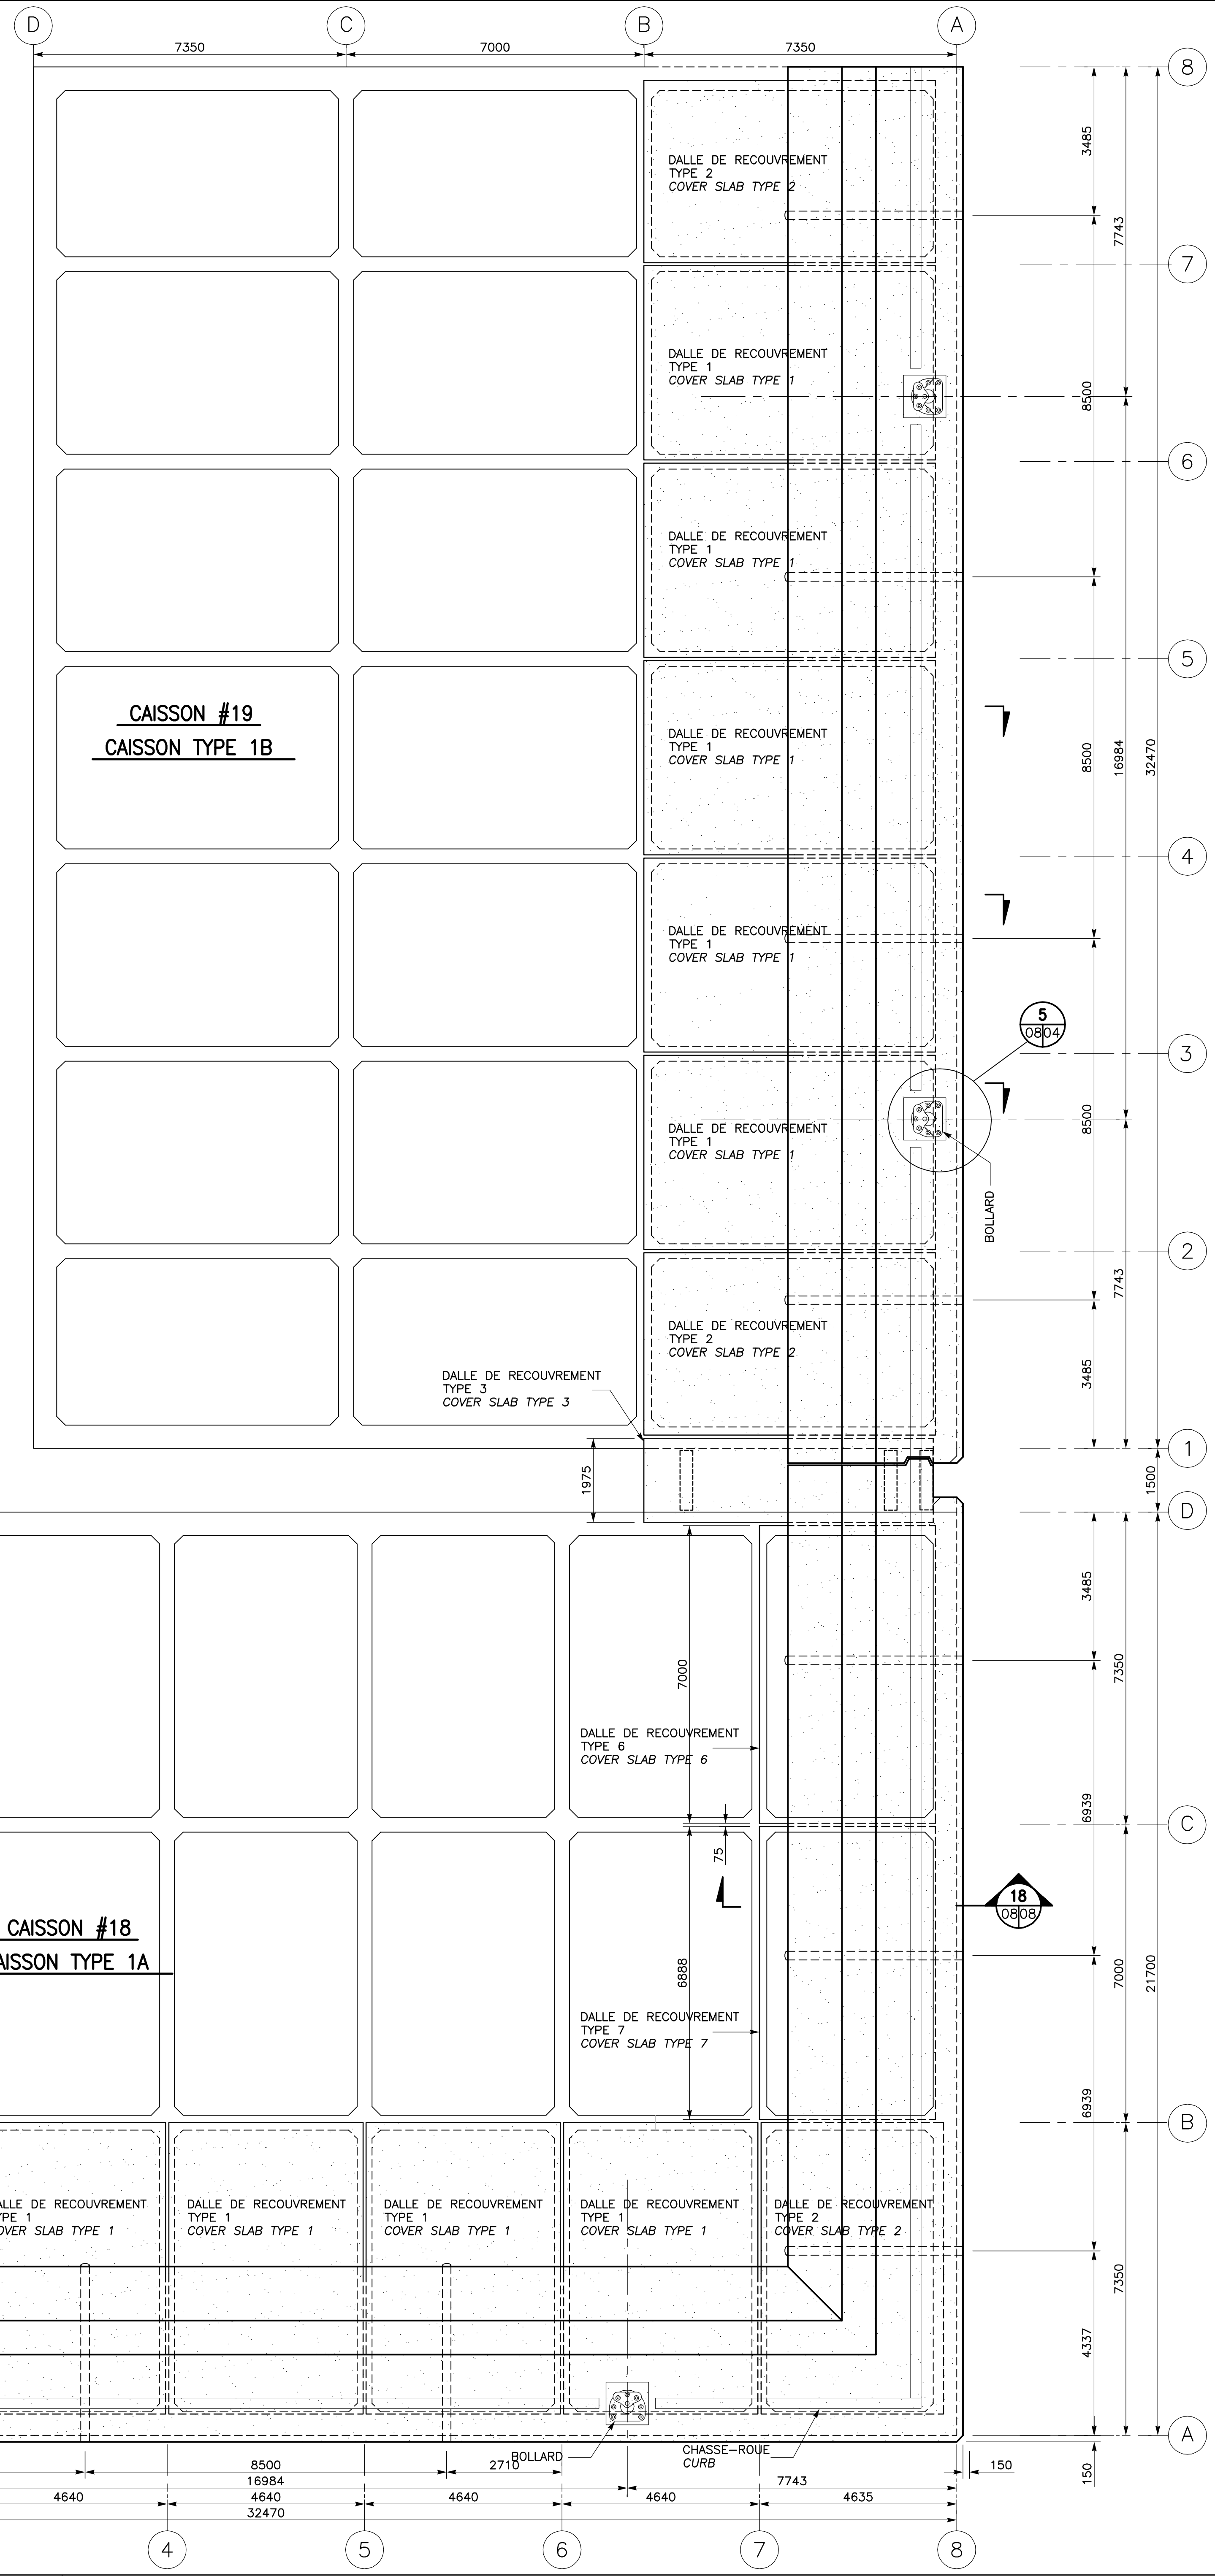 D
C
B
A
7350
7000
7350
8
3485
7743
DALLE DE RECOUVREMENT
TYPE 2
COVER SLAB TYPE 2
7
DALLE DE RECOUVREMENT
TYPE 1
COVER SLAB TYPE 1
8500
6
DALLE DE RECOUVREMENT
TYPE 1
COVER SLAB TYPE 1
5
CAISSON #19
CAISSON TYPE 1B
DALLE DE RECOUVREMENT
TYPE 1
COVER SLAB TYPE 1
8500
16984
32470
4
DALLE DE RECOUVREMENT
TYPE 1
COVER SLAB TYPE 1
5
08 04
3
DALLE DE RECOUVREMENT
TYPE 1
COVER SLAB TYPE 1
8500
BOLLARD
2
7743
DALLE DE RECOUVREMENT
TYPE 2
COVER SLAB TYPE 2
3485
DALLE DE RECOUVREMENT
TYPE 3
COVER SLAB TYPE 3
1
1975
1500
D
3485
7000
7350
DALLE DE RECOUVREMENT
TYPE 6
COVER SLAB TYPE 6
6939
C
75
18
08 08
CAISSON #18
AISSON TYPE 1A
6888
7000
21700
DALLE DE RECOUVREMENT
TYPE 7
COVER SLAB TYPE 7
6939
B
ALLE DE RECOUVREMENT
YPE 1
OVER SLAB TYPE 1
DALLE DE RECOUVREMENT
TYPE 1
COVER SLAB TYPE 1
DALLE DE RECOUVREMENT
TYPE 1
COVER SLAB TYPE 1
DALLE DE RECOUVREMENT
TYPE 1
COVER SLAB TYPE 1
DALLE DE RECOUVREMENT
TYPE 2
COVER SLAB TYPE 2
7350
4337
A
BOLLARD
CHASSE-ROUE
CURB
8500
2710
150
150
16984
7743
4640
4640
4640
4640
4635
32470
4
5
6
7
8